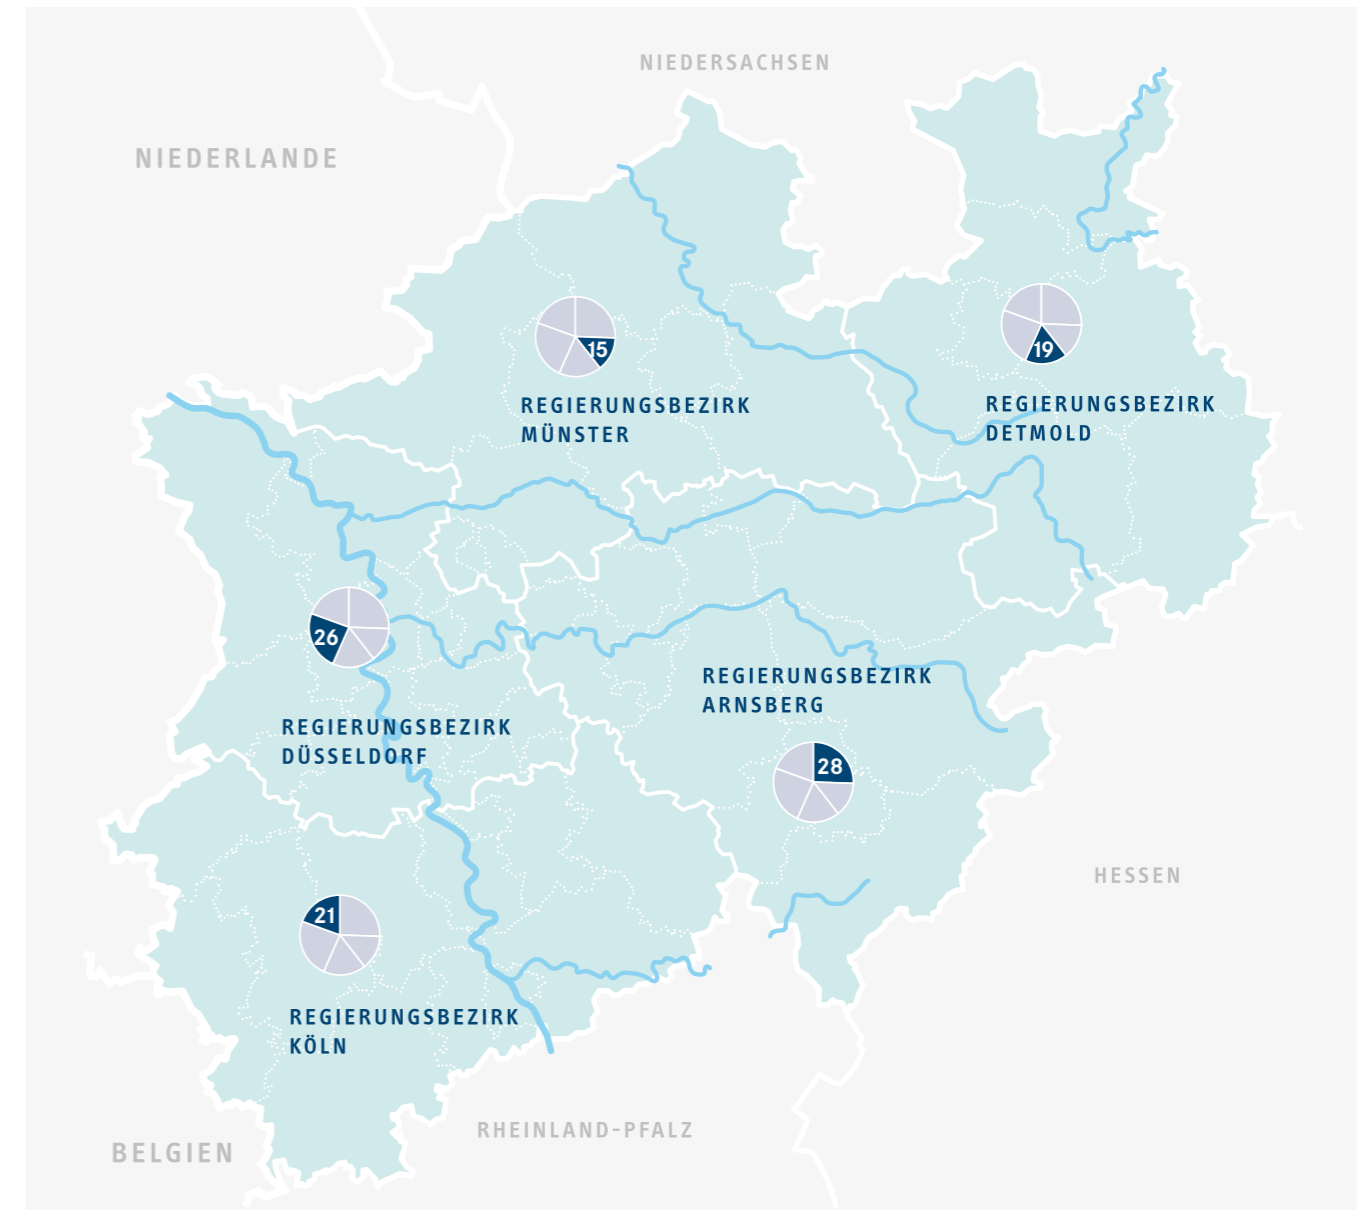 NIEDERSACHSEN
NIEDERLANDE
15
REGIERUNGSBEZIRK
MÜNSTER
19
REGIERUNGSBEZIRK
DETMOLD
26
REGIERUNGSBEZIRK
DÜSSELDORF
REGIERUNGSBEZIRK
ARNSBERG
28
HESSEN
21
REGIERUNGSBEZIRK
KÖLN
RHEINLAND-PFALZ
BELGIEN